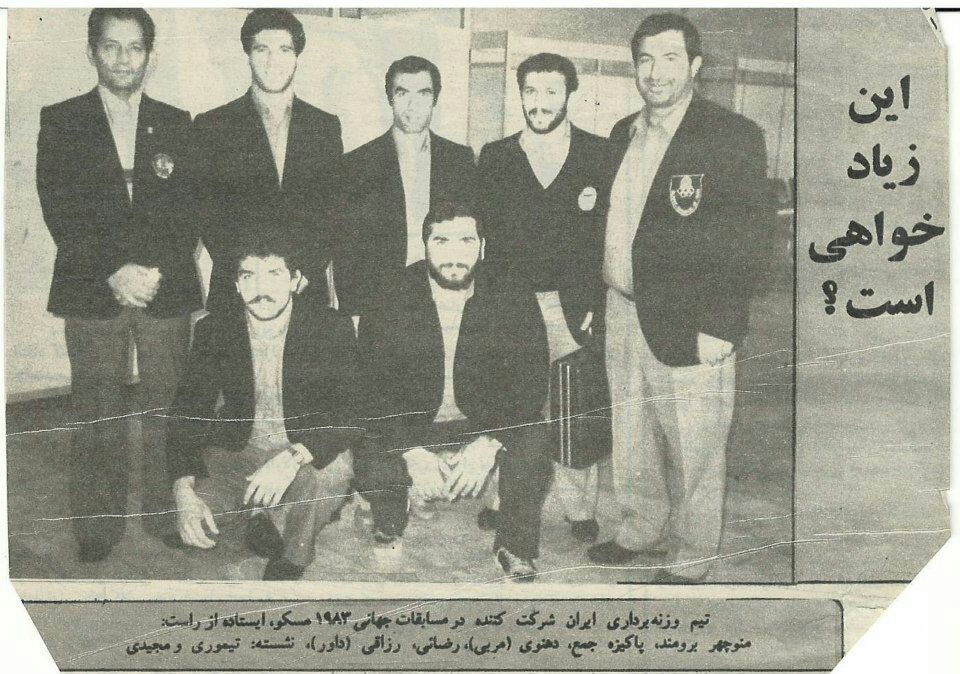 این
زیاد
خواهی
است؟
تیم وزنه‌برداری ایران شرکت کننده در مسابقات جهانی ۱۹۸۳ مسکو، ایستاده از راست:
منوچهر برومند، پاکیزه جمع، دهنوی (مربی)، رضائی، رزاقی (داور)، نشسته: تیموری و مجیدی